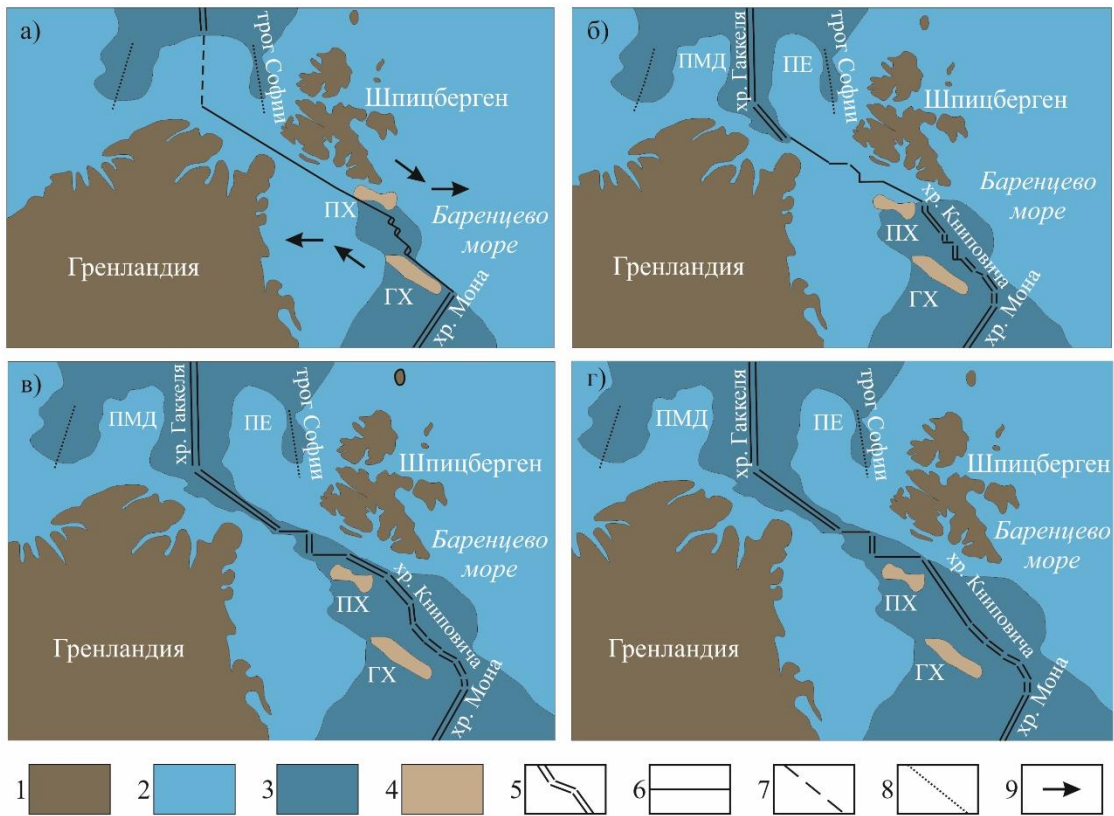 а)
трог Софии
Шпицберген
ПХ
Баренцево
море
Гренландия
ГХ
хр. Мона
б)
ПМД
хр. Гаккеля
ПЕ
трог Софии
Шпицберген
Баренцево
море
хр. Книповича
ПХ
Гренландия
ГХ
хр. Мона
в)
ПМД
хр. Гаккеля
ПЕ
трог Софии
Шпицберген
Баренцево
море
хр. Книповича
ПХ
Гренландия
ГХ
хр. Мона
г)
ПМД
хр. Гаккеля
ПЕ
трог Софии
Шпицберген
Баренцево
море
хр. Книповича
ПХ
Гренландия
ГХ
хр. Мона
1 2 3 4 5 6 7 8 9